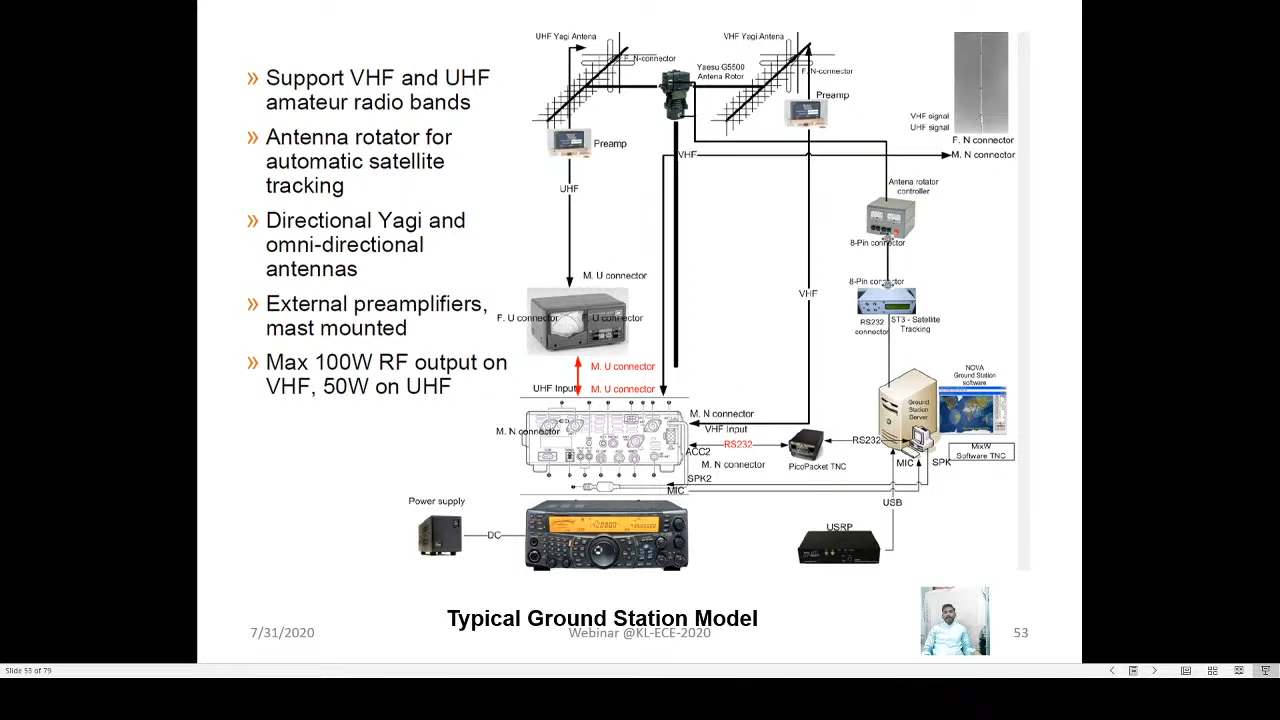 » Support VHF and UHF
amateur radio bands
» Antenna rotator for
automatic satellite
tracking
» Directional Yagi and
omni-directional
antennas
» External preamplifiers,
mast mounted
» Max 100W RF output on
VHF, 50W on UHF
UHF Yagi Antena
F. N-connector
Yaesu G5500
Antena Rotor
VHF Yagi Antena
F. N-connector
Preamp
Preamp
VHF signal
UHF signal
F. N connector
M. N connector
VHF
UHF
Antena rotator
controller
8-Pin connector
8-Pin connector
ST3 - Satellite
Tracking
RS232
connector
VHF
M. U connector
F. U connector
F. U connector
M. U connector
UHF Input
M. U connector
NOVA
Ground Station
software
Ground
Station
Server
M. N connector
VHF Input
M. N connector
RS232
ACC2
M. N connector
PicoPacket TNC
RS232
MixW
Software TNC
MIC
SPK
SPK2
MIC
USB
Power supply
DC
USRP
Typical Ground Station Model
7/31/2020
Webinar @KL-ECE-2020
53
Slide 53 of 79